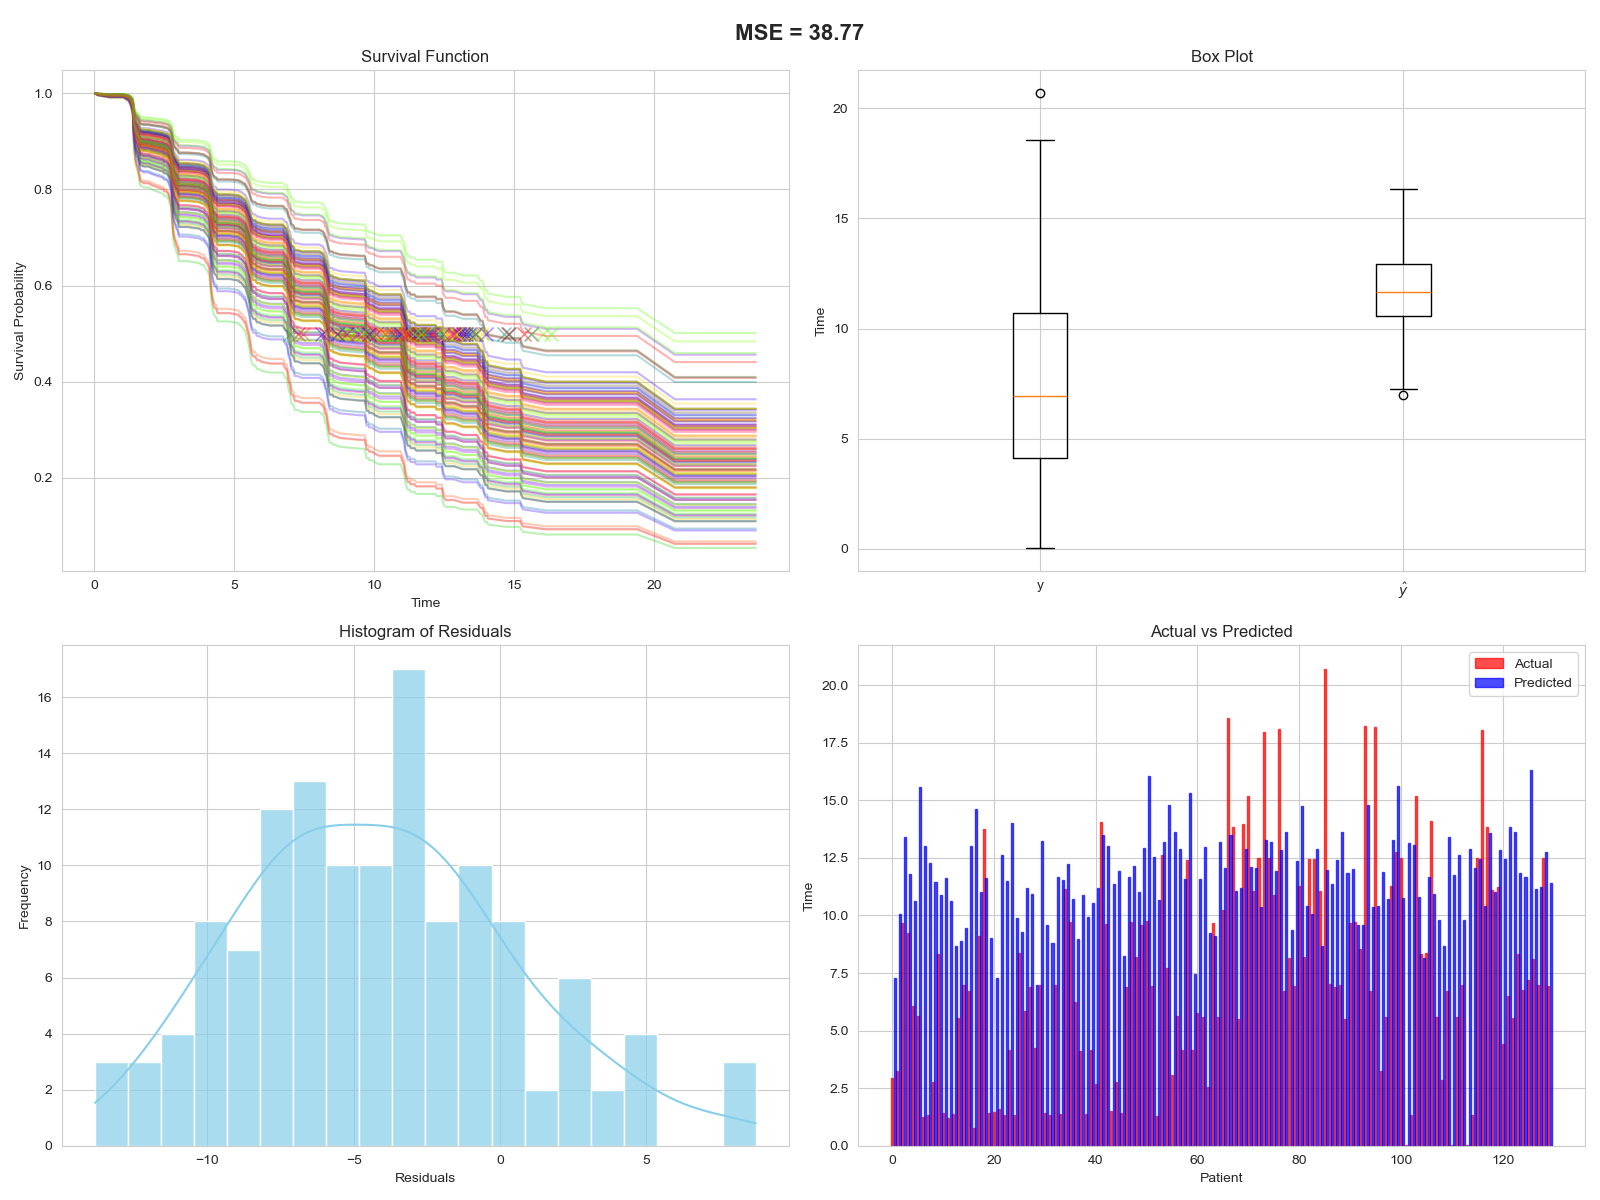 MSE = 38.77
Survival Function
1.0
0.8
0.6
0.4
0.2
Survival Probability
0 5 10 15 20
Time
Box Plot
20
15
10
5
0
Time
y ŷ
Histogram of Residuals
16
14
12
10
8
6
4
2
0
Frequency
−10 −5 0 5
Residuals
Actual vs Predicted
Actual
Predicted
20.0
17.5
15.0
12.5
10.0
7.5
5.0
2.5
0.0
Time
0 20 40 60 80 100 120
Patient